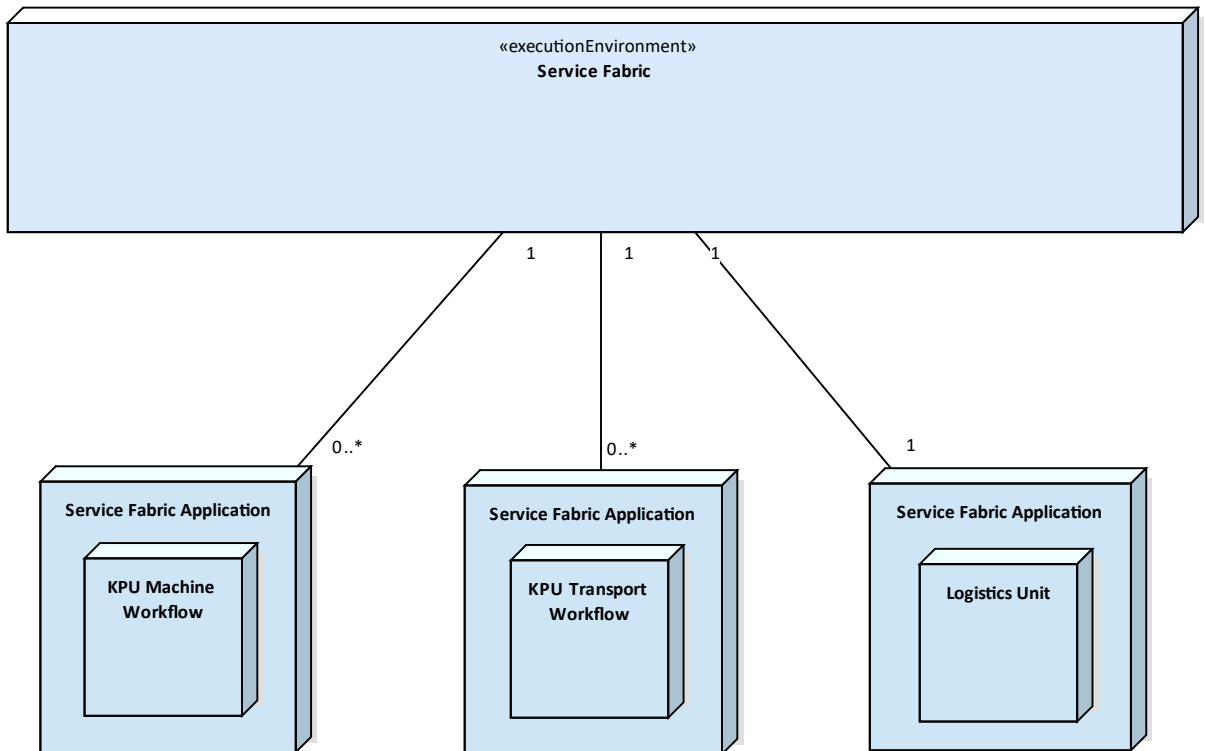 «executionEnvironment»
Service Fabric
1
1
1
0..*
0..*
1
Service Fabric Application
KPU Machine
Workflow
Service Fabric Application
KPU Transport
Workflow
Service Fabric Application
Logistics Unit